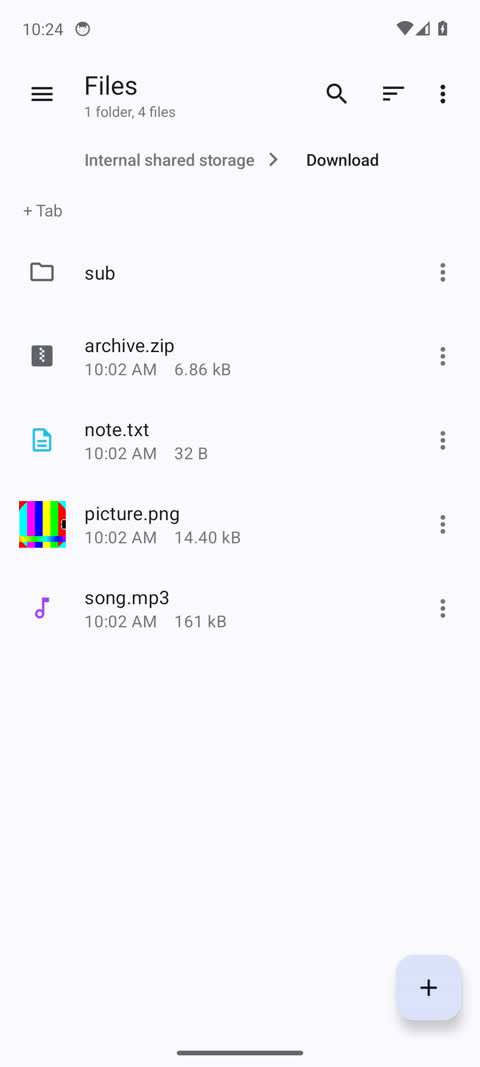 10:24
Files
1 folder, 4 files
Internal shared storage Download
+ Tab
sub
archive.zip
10:02 AM 6.86 kB
note.txt
10:02 AM 32 B
picture.png
10:02 AM 14.40 kB
song.mp3
10:02 AM 161 kB